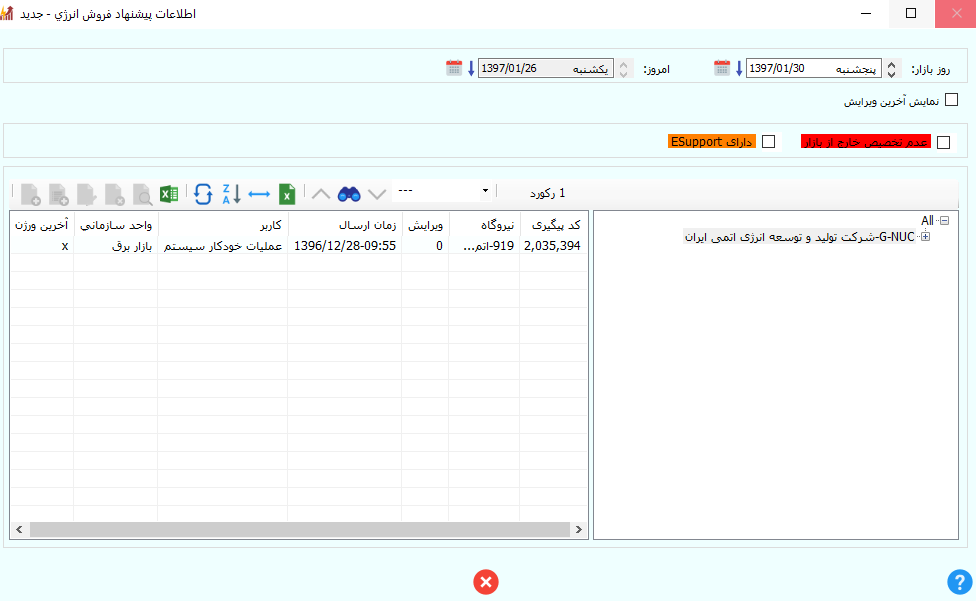 اطلاعات پیشنهاد فروش انرژي - جدید
روز بازار: پنجشنبه 1397/01/30 امروز: یکشنبه 1397/01/26
نمایش آخرین ویرایش
عدم تخصیص خارج از بازار دارای ESupport
1 رکورد ---
All
G-NUC-شرکت تولید و توسعه انرژی اتمی ایران
کد پیگیری نیروگاه ویرایش زمان ارسال کاربر واحد سازمانی آخرین ورژن
2,035,394 919-اتم... 0 1396/12/28-09:55 عملیات خودکار سیستم بازار برق x